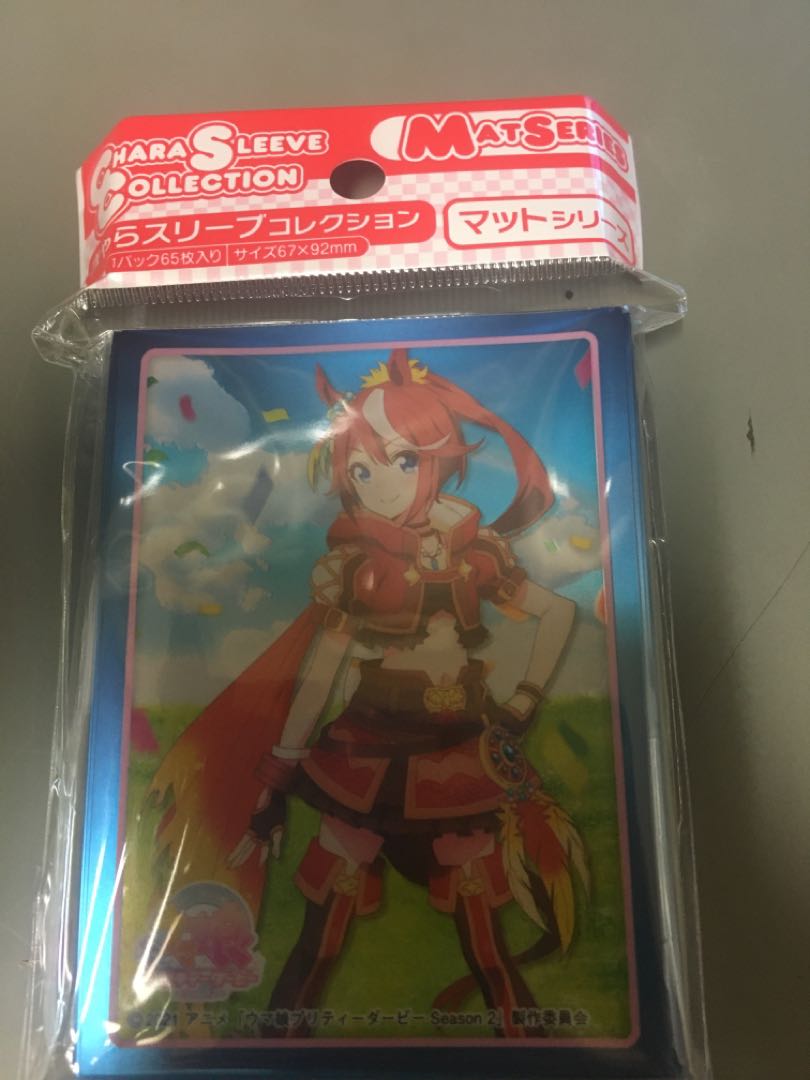 CHARA SLEEVE COLLECTION
MAT SERIES
らスリーブコレクション
マットシリーズ
1パック65枚入り サイズ67×92mm
©2021 アニメ「ウマ娘プリティーダービー Season 2」製作委員会